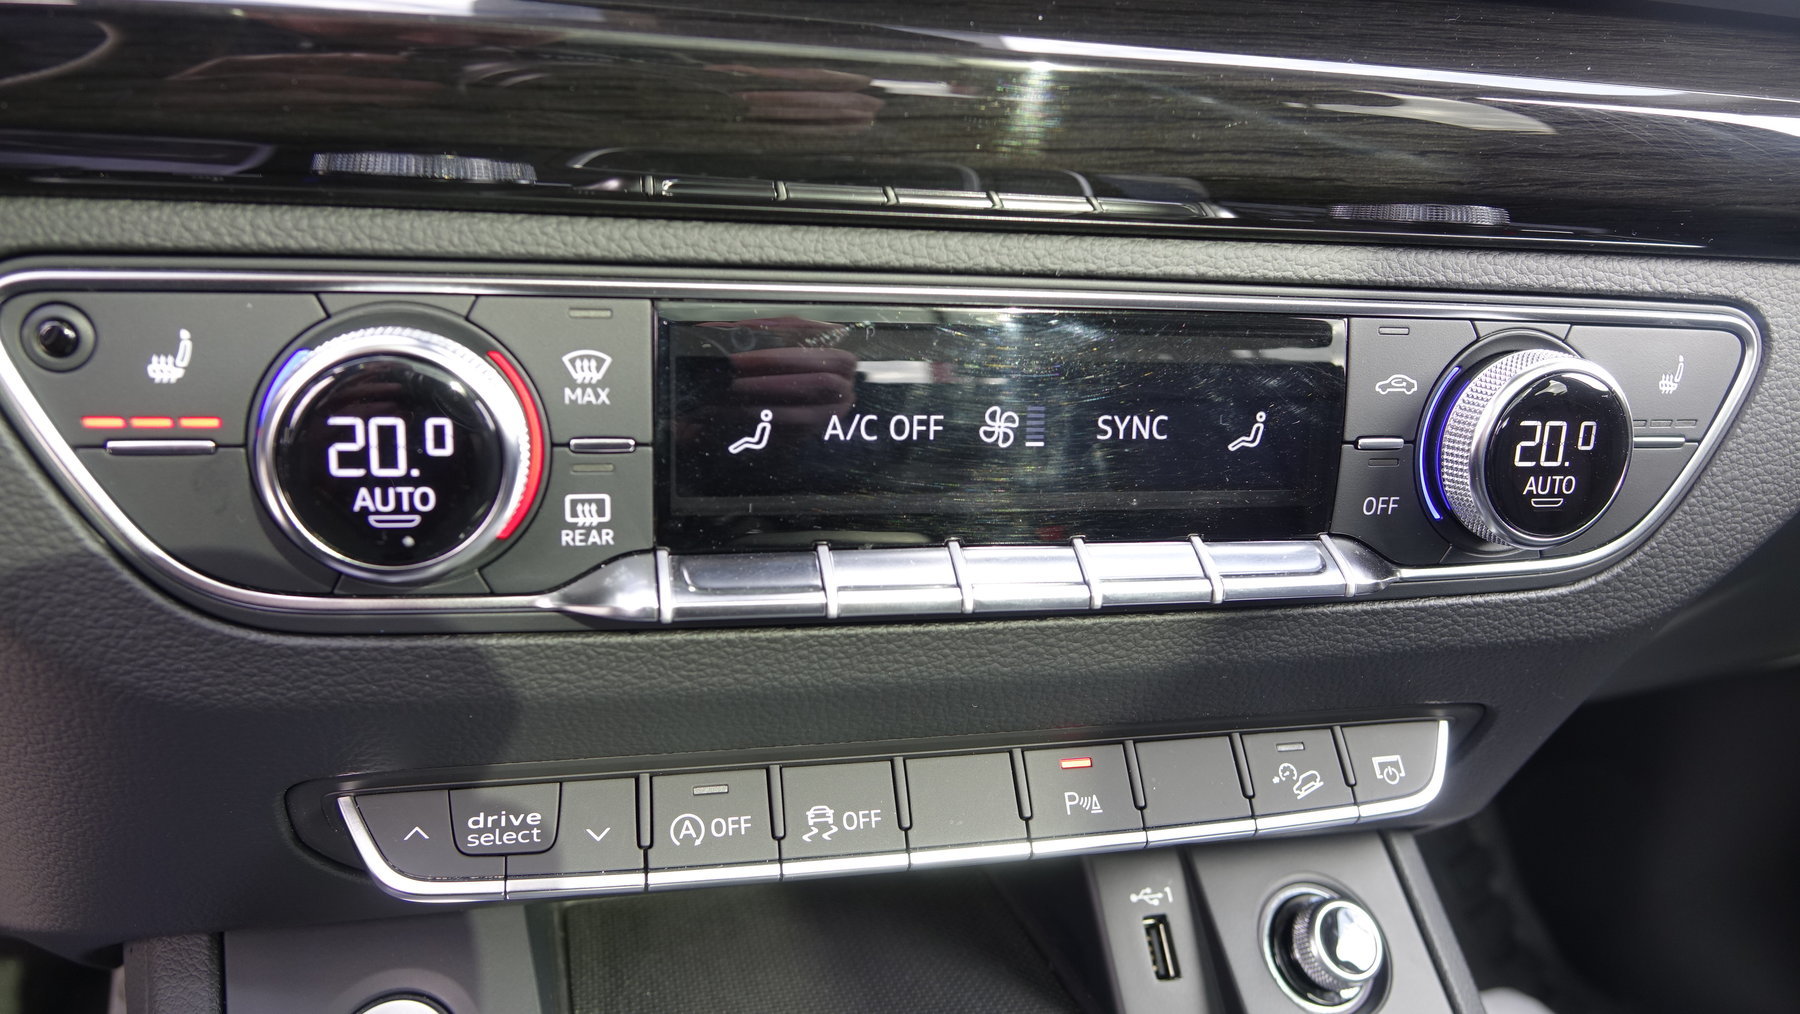 20.0
AUTO
MAX
REAR
A/C OFF
SYNC
OFF
20.0
AUTO
drive
select
A OFF
OFF
P
1